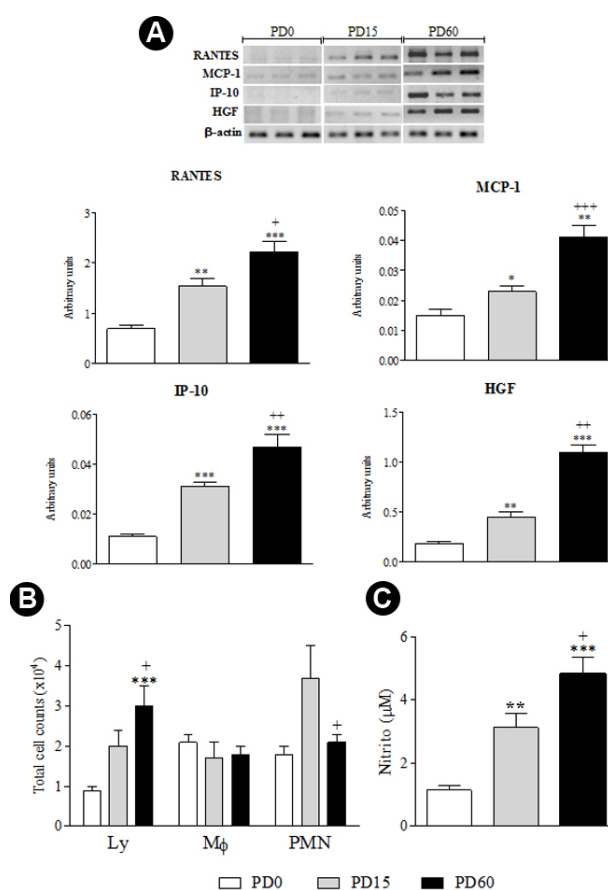 A
PD0 PD15 PD60
RANTES
MCP-1
IP-10
HGF
β-actin
RANTES
Arbitrary units
3
2
1
0
**
+
***
MCP-1
Arbitrary units
0.05
0.04
0.03
0.02
0.01
0.00
*
+++
**
IP-10
Arbitrary units
0.06
0.04
0.02
0.00
***
++
***
HGF
Arbitrary units
1.5
1.0
0.5
0.0
**
++
***
B
Total cell counts (x10⁴)
5
4
3
2
1
0
+
***
+
Ly Mϕ PMN
C
Nitrito (µM)
6
4
2
0
**
+
***
PD0 PD15 PD60